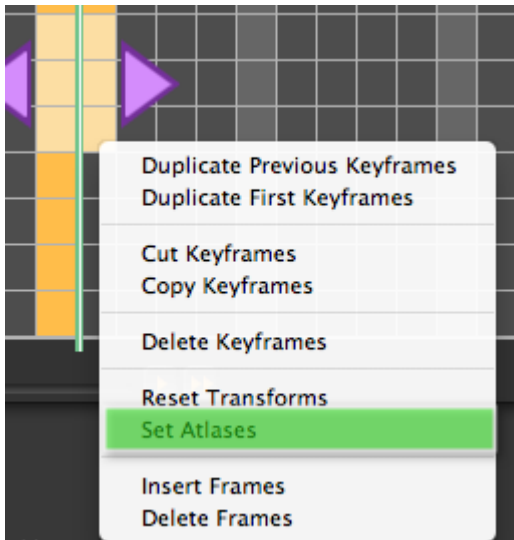 Duplicate Previous Keyframes
Duplicate First Keyframes
Cut Keyframes
Copy Keyframes
Delete Keyframes
Reset Transforms
Set Atlases
Insert Frames
Delete Frames